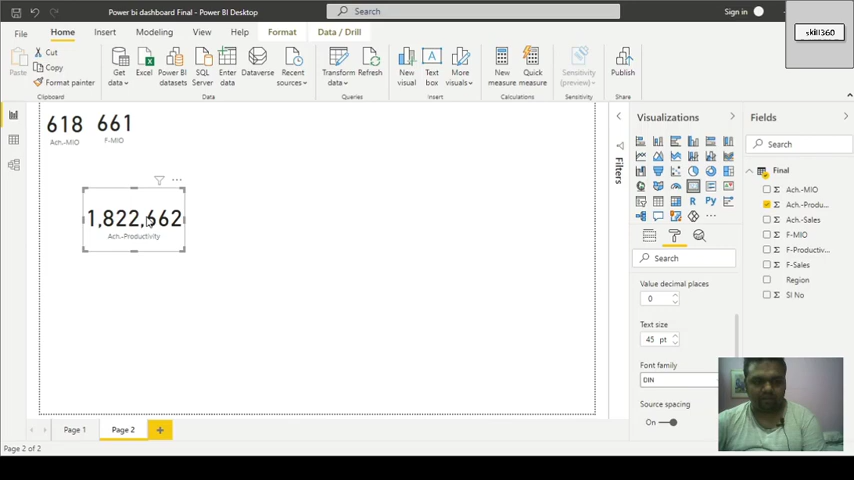 Power bi dashboard Final - Power BI Desktop
Search
Sign in
skill360
File
Home
Insert
Modeling
View
Help
Format
Data / Drill
Paste
Cut
Copy
Format painter
Clipboard
Get data
Excel
Power BI datasets
SQL Server
Enter data
Dataverse
Recent sources
Data
Transform data
Refresh
Queries
New visual
Text box
More visuals
Insert
New measure
Quick measure
Calculations
Sensitivity (preview)
Sensitivity
Publish
Share
618
Ach.-MIO
661
F-MIO
1,822,662
Ach.-Productivity
Filters
Visualizations
Search
Value decimal places
0
Text size
45 pt
Font family
DIN
Source spacing
On
Fields
Search
Final
Ach.-MIO
Ach.-Produ...
Ach.-Sales
F-MIO
F-Productiv...
F-Sales
Region
Sl No
Page 1
Page 2
Page 2 of 2